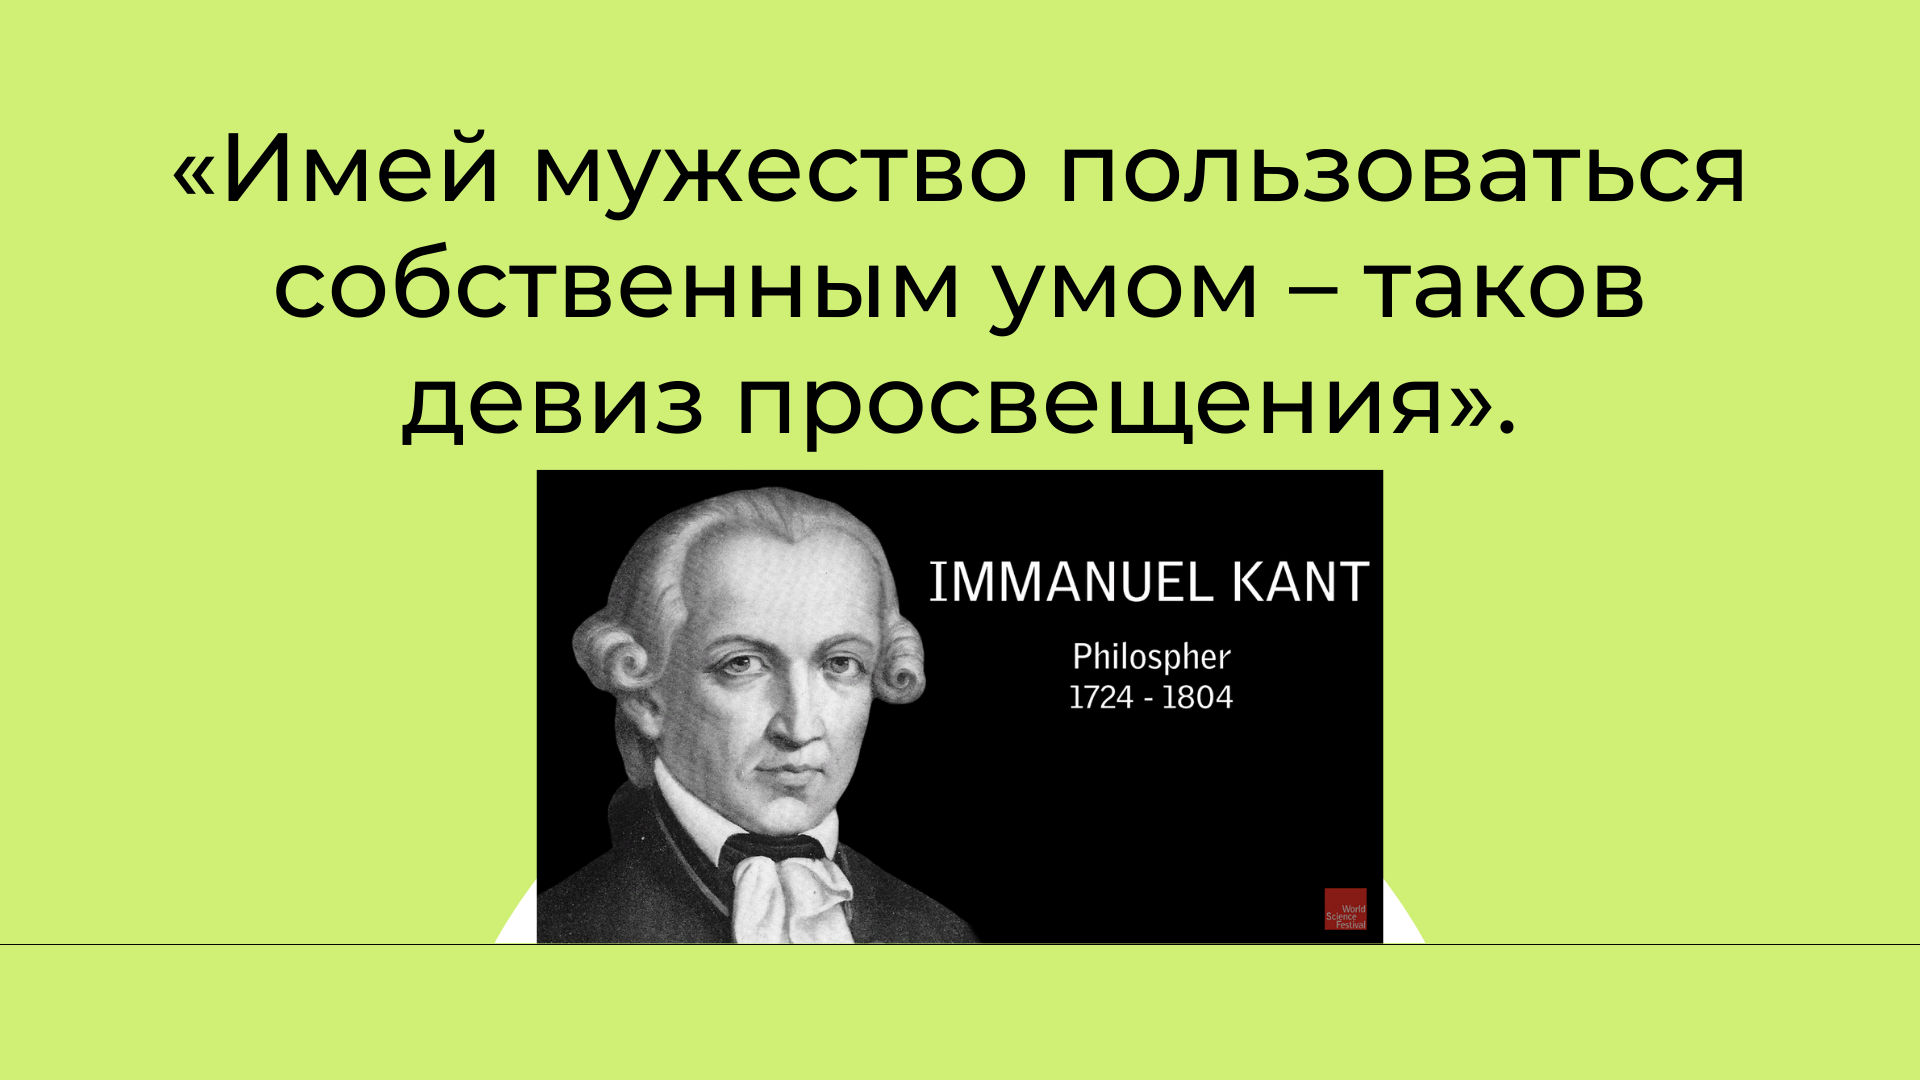 «Имей мужество пользоваться
собственным умом – таков
девиз просвещения».
IMMANUEL KANT
Philospher
1724 - 1804
World
Science
Festival